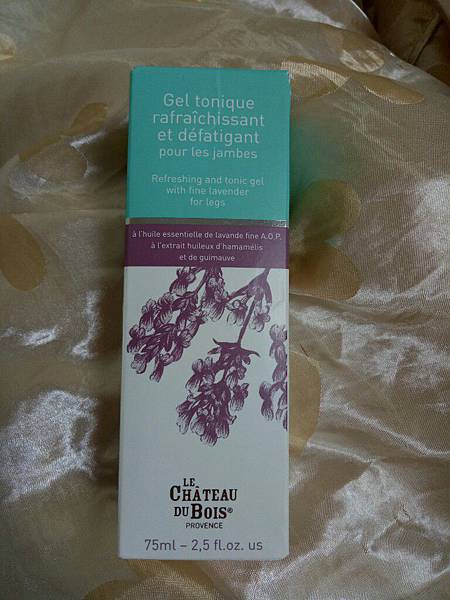 Gel tonique
rafraîchissant
et défatigant
pour les jambes
Refreshing and tonic gel
with fine lavender
for legs
à l'huile essentielle de lavande fine A.O.P.
à l'extrait huileux d'hamamélis
et de guimauve
LE
CHÂTEAU
DU BOIS®
PROVENCE
75ml – 2,5 fl.oz. us